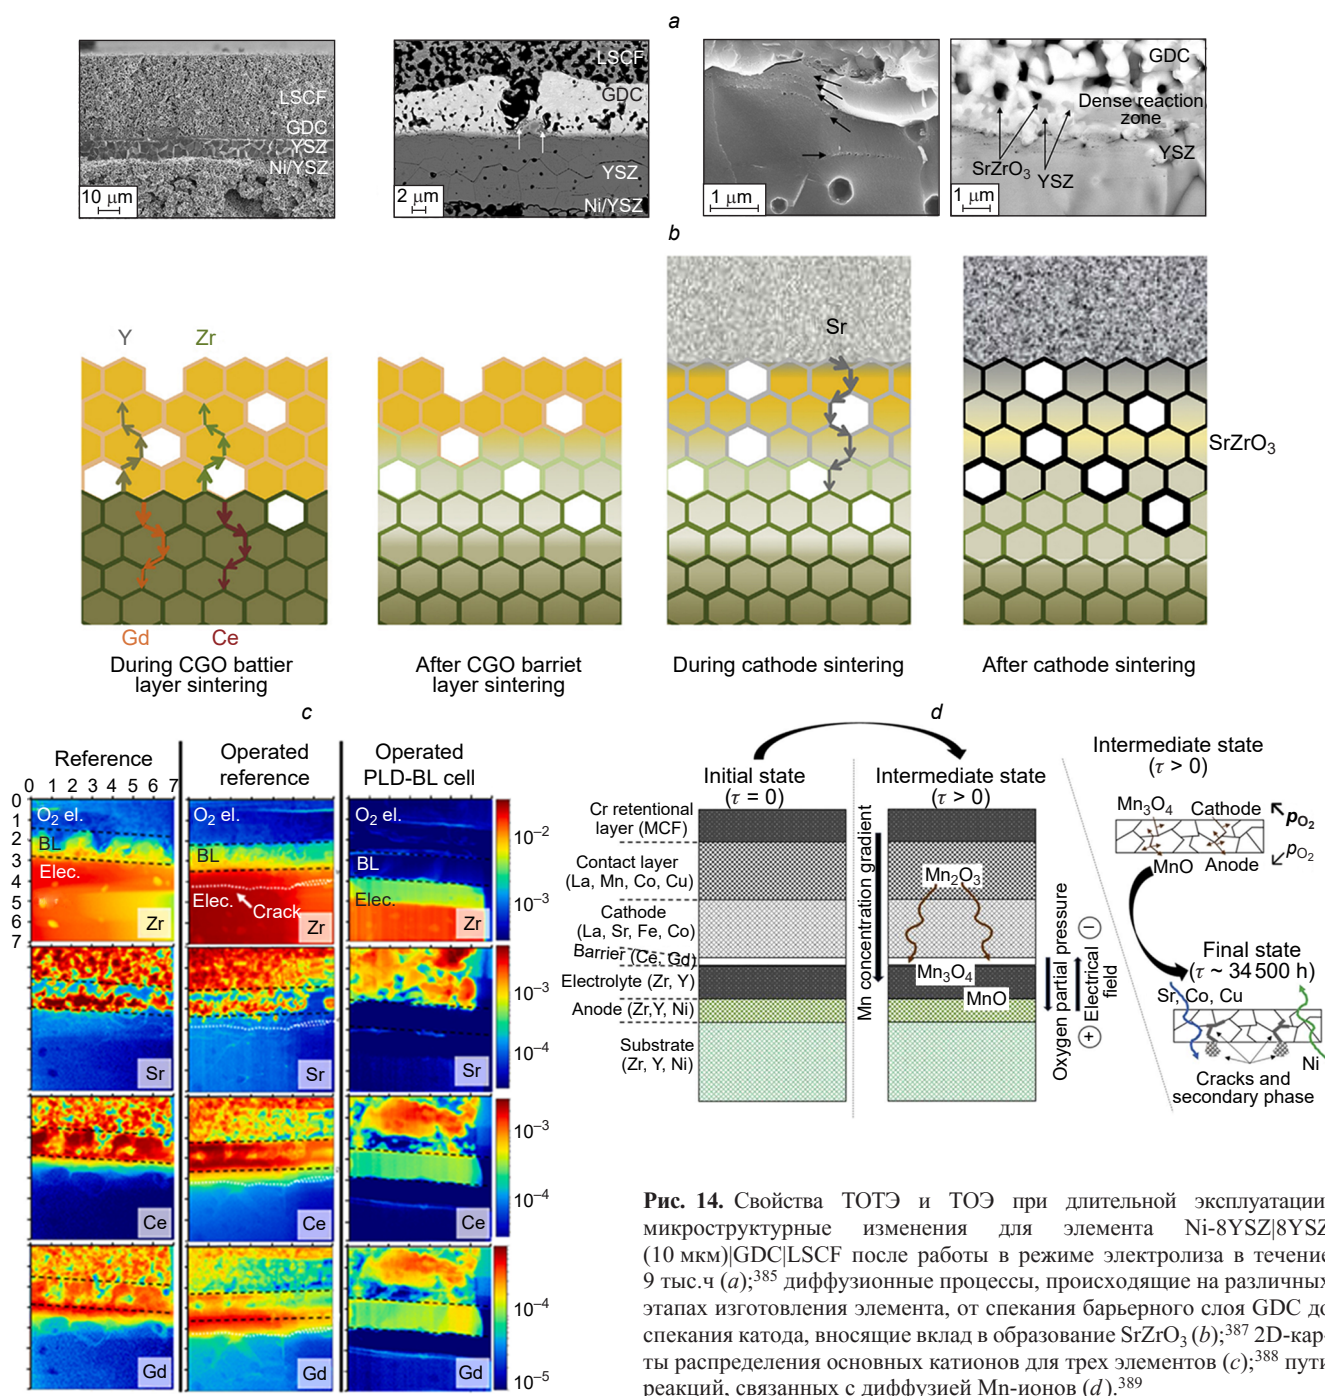 a
LSCF
GDC
YSZ
Ni/YSZ
10 μm
LSCF
GDC
YSZ
Ni/YSZ
2 μm
1 μm
GDC
Dense reaction
zone
YSZ
SrZrO3
YSZ
1 μm
b
Y
Zr
Gd
Ce
Sr
SrZrO3
During CGO battier
layer sintering
After CGO barriet
layer sintering
During cathode sintering
After cathode sintering
c
Reference
Operated
reference
Operated
PLD-BL cell
0 1 2 3 4 5 6 7
0
1
2
3
4
5
6
7
O2 el.
BL
Elec.
Zr
O2 el.
BL
Elec.
Crack
Zr
O2 el.
BL
Elec.
Zr
10−2
10−3
Sr
Sr
Sr
10−3
10−4
Ce
Ce
Ce
10−3
10−4
Gd
Gd
Gd
10−4
10−5
d
Initial state
(τ = 0)
Intermediate state
(τ > 0)
Intermediate state
(τ > 0)
Cr retentional
layer (MCF)
Contact layer
(La, Mn, Co, Cu)
Cathode
(La, Sr, Fe, Co)
Barrier (Ce, Gd)
Electrolyte (Zr, Y)
Anode (Zr,Y, Ni)
Substrate
(Zr, Y, Ni)
Mn concentration gradient
Mn2O3
Mn3O4
MnO
Oxygen partial pressure
Electrical
field
+
−
Mn3O4
Cathode
pO2
pO2
MnO
Anode
Final state
(τ ~ 34 500 h)
Sr, Co, Cu
Ni
Cracks and
secondary phase
Рис. 14. Свойства ТОТЭ и ТОЭ при длительной эксплуатации
микроструктурные изменения для элемента Ni-8YSZ|8YSZ
(10 мкм)|GDC|LSCF после работы в режиме электролиза в течение
9 тыс.ч (a);385 диффузионные процессы, происходящие на различных
этапах изготовления элемента, от спекания барьерного слоя GDC до
спекания катода, вносящие вклад в образование SrZrO3 (b);387 2D-кар-
ты распределения основных катионов для трех элементов (c);388 пути
реакций, связанных с диффузией Mn-ионов (d).389